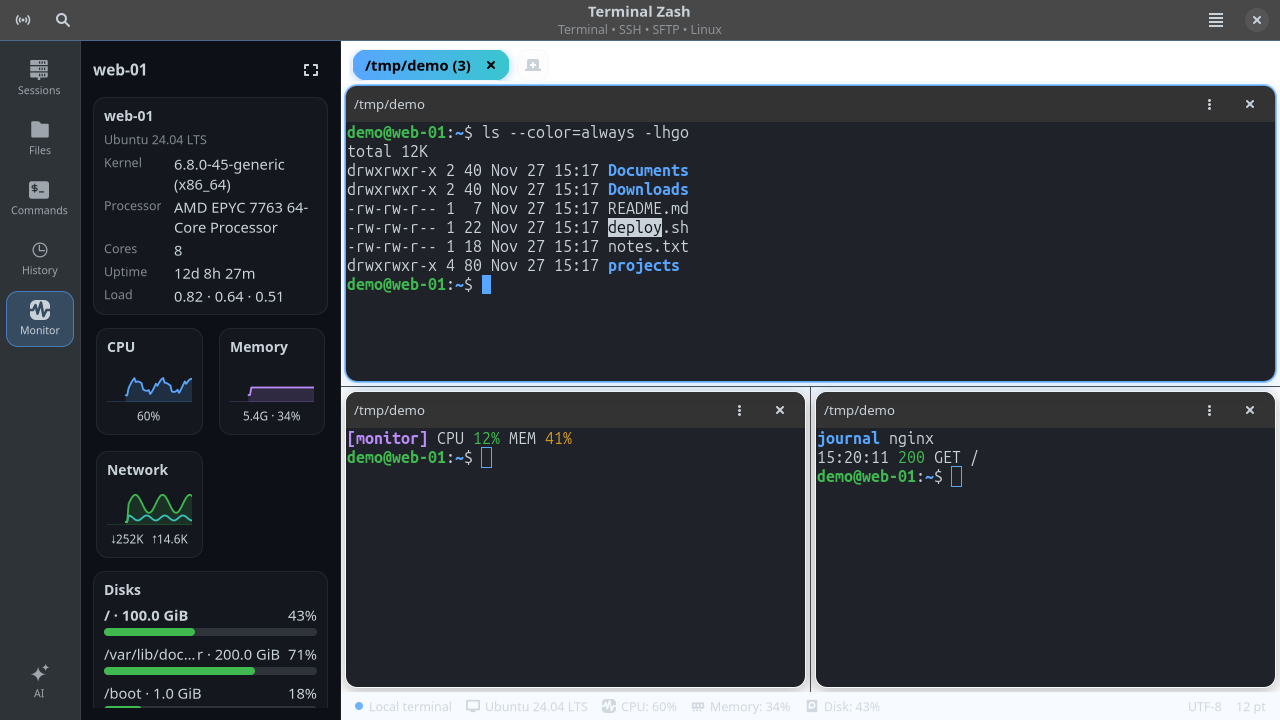 Terminal Zash
Terminal • SSH • SFTP • Linux
Sessions
Files
Commands
History
Monitor
AI
web-01
web-01
Ubuntu 24.04 LTS
Kernel 6.8.0-45-generic
(x86_64)
Processor AMD EPYC 7763 64-
Core Processor
Cores 8
Uptime 12d 8h 27m
Load 0.82 · 0.64 · 0.51
CPU
60%
Memory
5.4G · 34%
Network
↓252K ↑14.6K
Disks
/ · 100.0 GiB 43%
/var/lib/doc...r · 200.0 GiB 71%
/boot · 1.0 GiB 18%
/tmp/demo (3)
/tmp/demo
demo@web-01:~$ ls --color=always -lhgo
total 12K
drwxrwxr-x 2 40 Nov 27 15:17 Documents
drwxrwxr-x 2 40 Nov 27 15:17 Downloads
-rw-rw-r-- 1  7 Nov 27 15:17 README.md
-rw-rw-r-- 1 22 Nov 27 15:17 deploy.sh
-rw-rw-r-- 1 18 Nov 27 15:17 notes.txt
drwxrwxr-x 4 80 Nov 27 15:17 projects
demo@web-01:~$
/tmp/demo
[monitor] CPU 12% MEM 41%
demo@web-01:~$
/tmp/demo
journal nginx
15:20:11 200 GET /
demo@web-01:~$
Local terminal Ubuntu 24.04 LTS CPU: 60% Memory: 34% Disk: 43% UTF-8 12 pt